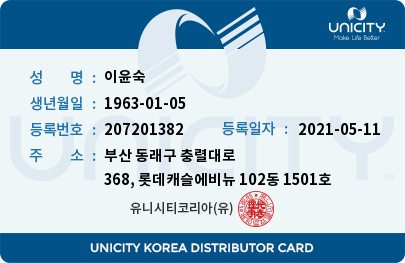 UNICITY
Make Life Better
성 명 : 이윤숙
생년월일 : 1963-01-05
등록번호 : 207201382 등록일자 : 2021-05-11
주 소 : 부산 동래구 충렬대로
368, 롯데캐슬에비뉴 102동 1501호
유니시티코리아(유)
UNICITY
TM
UNICITY KOREA DISTRIBUTOR CARD